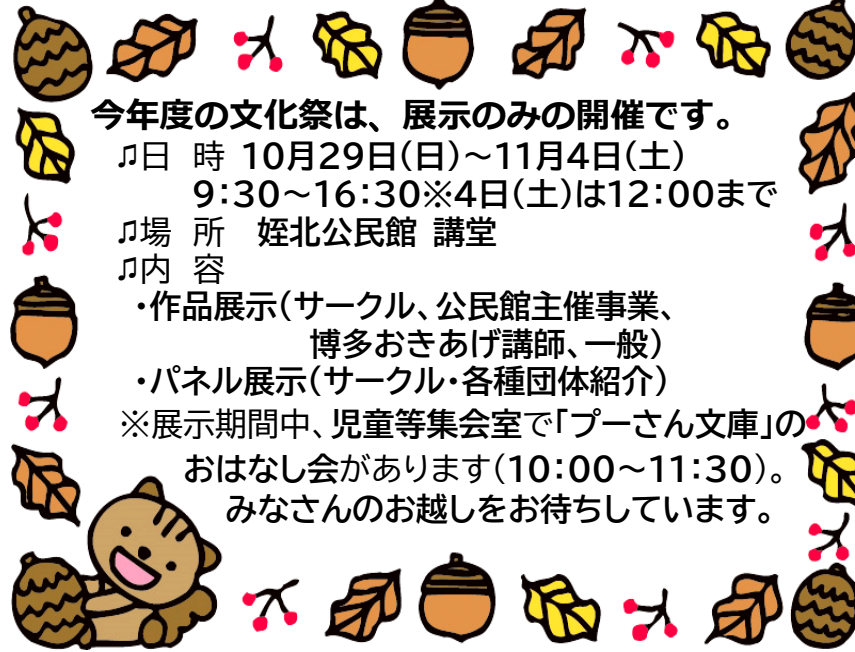 今年度の文化祭は、展示のみの開催です。
♫日 時 10月29日(日)～11月4日(土)
9:30～16:30※4日(土)は12:00まで
♫場 所 姪北公民館 講堂
♫内 容
・作品展示(サークル、公民館主催事業、
博多おきあげ講師、一般)
・パネル展示(サークル・各種団体紹介)
※展示期間中、児童等集会室で「プーさん文庫」の
おはなし会があります(10:00～11:30)。
みなさんのお越しをお待ちしています。